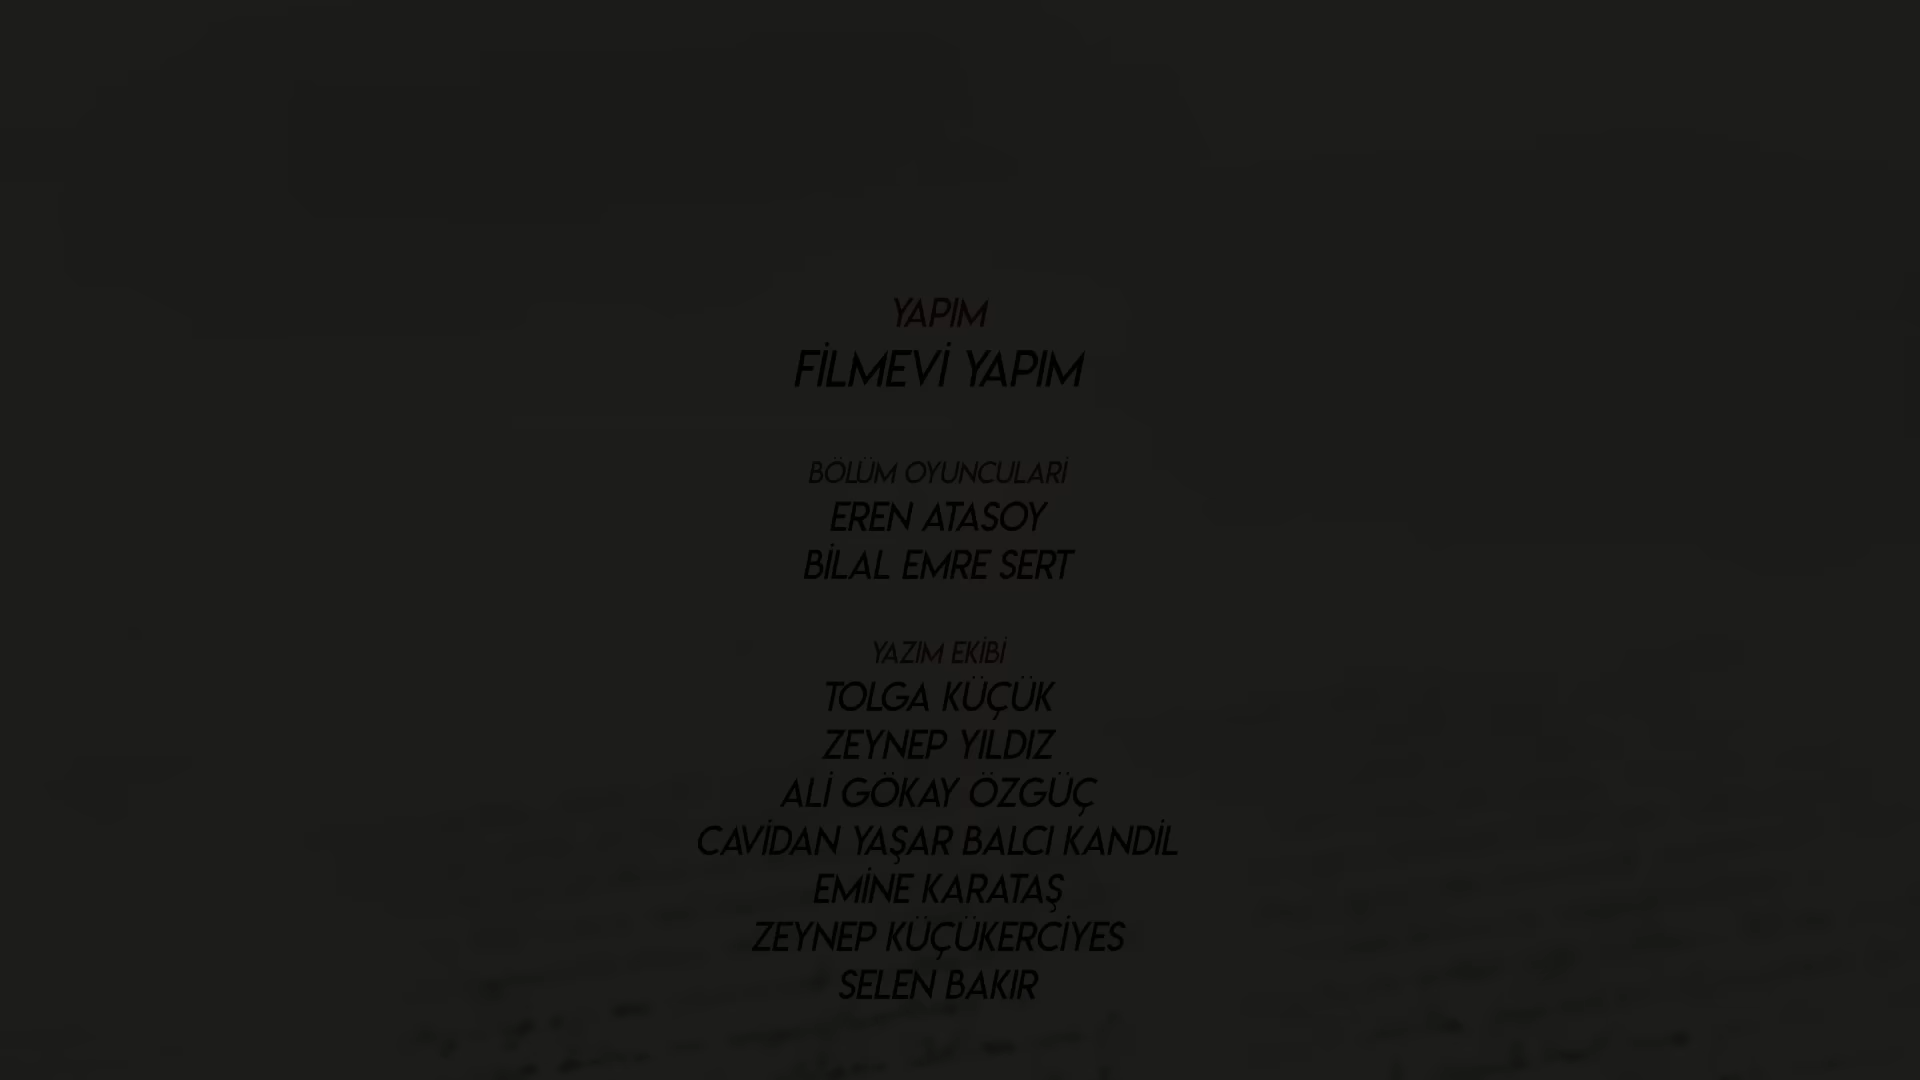 YAPIM
FİLMEVİ YAPIM
BÖLÜM OYUNCULARİ
EREN ATASOY
BİLAL EMRE SERT
YAZIM EKİBİ
TOLGA KÜÇÜK
ZEYNEP YILDIZ
ALİ GÖKAY ÖZGÜÇ
CAVİDAN YAŞAR BALCI KANDİL
EMİNE KARATAŞ
ZEYNEP KÜÇÜKERCİYES
SELEN BAKIR